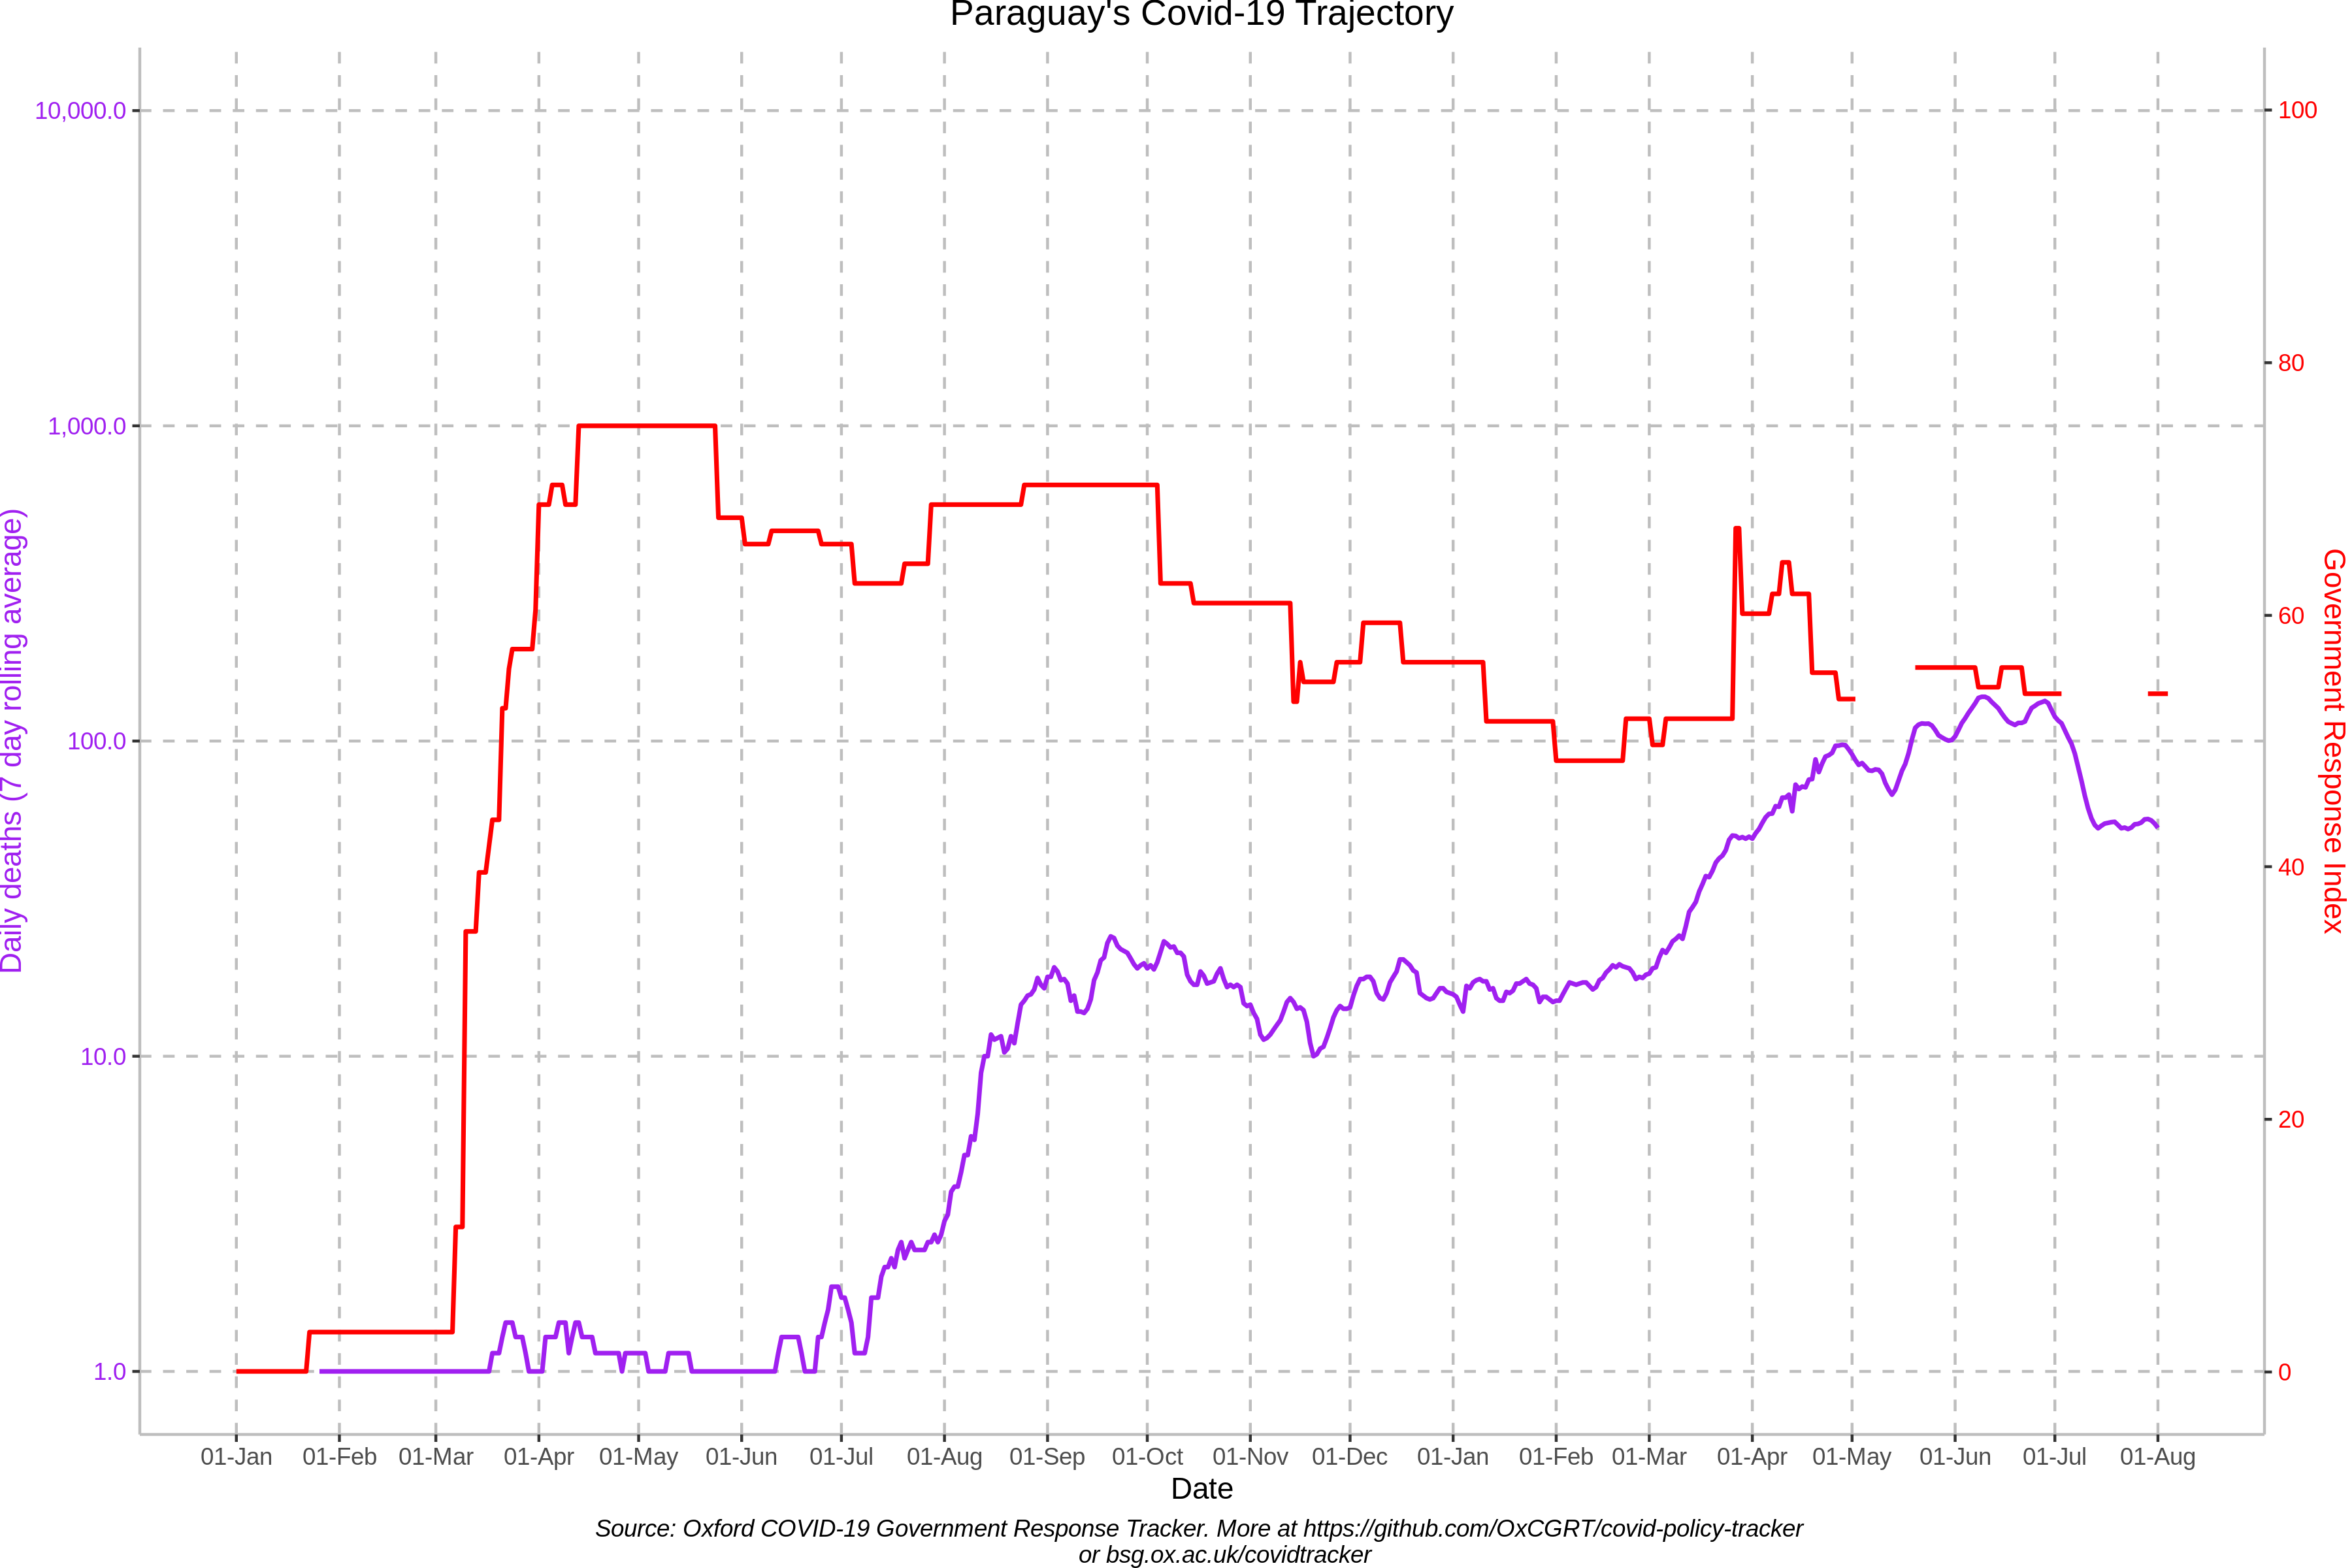 Paraguay's Covid-19 Trajectory
10,000.0
1,000.0
100.0
10.0
1.0
Daily deaths (7 day rolling average)
100
80
60
40
20
0
Government Response Index
01-Jan 01-Feb 01-Mar 01-Apr 01-May 01-Jun 01-Jul 01-Aug 01-Sep 01-Oct 01-Nov 01-Dec 01-Jan 01-Feb 01-Mar 01-Apr 01-May 01-Jun 01-Jul 01-Aug
Date
Source: Oxford COVID-19 Government Response Tracker. More at https://github.com/OxCGRT/covid-policy-tracker
or bsg.ox.ac.uk/covidtracker